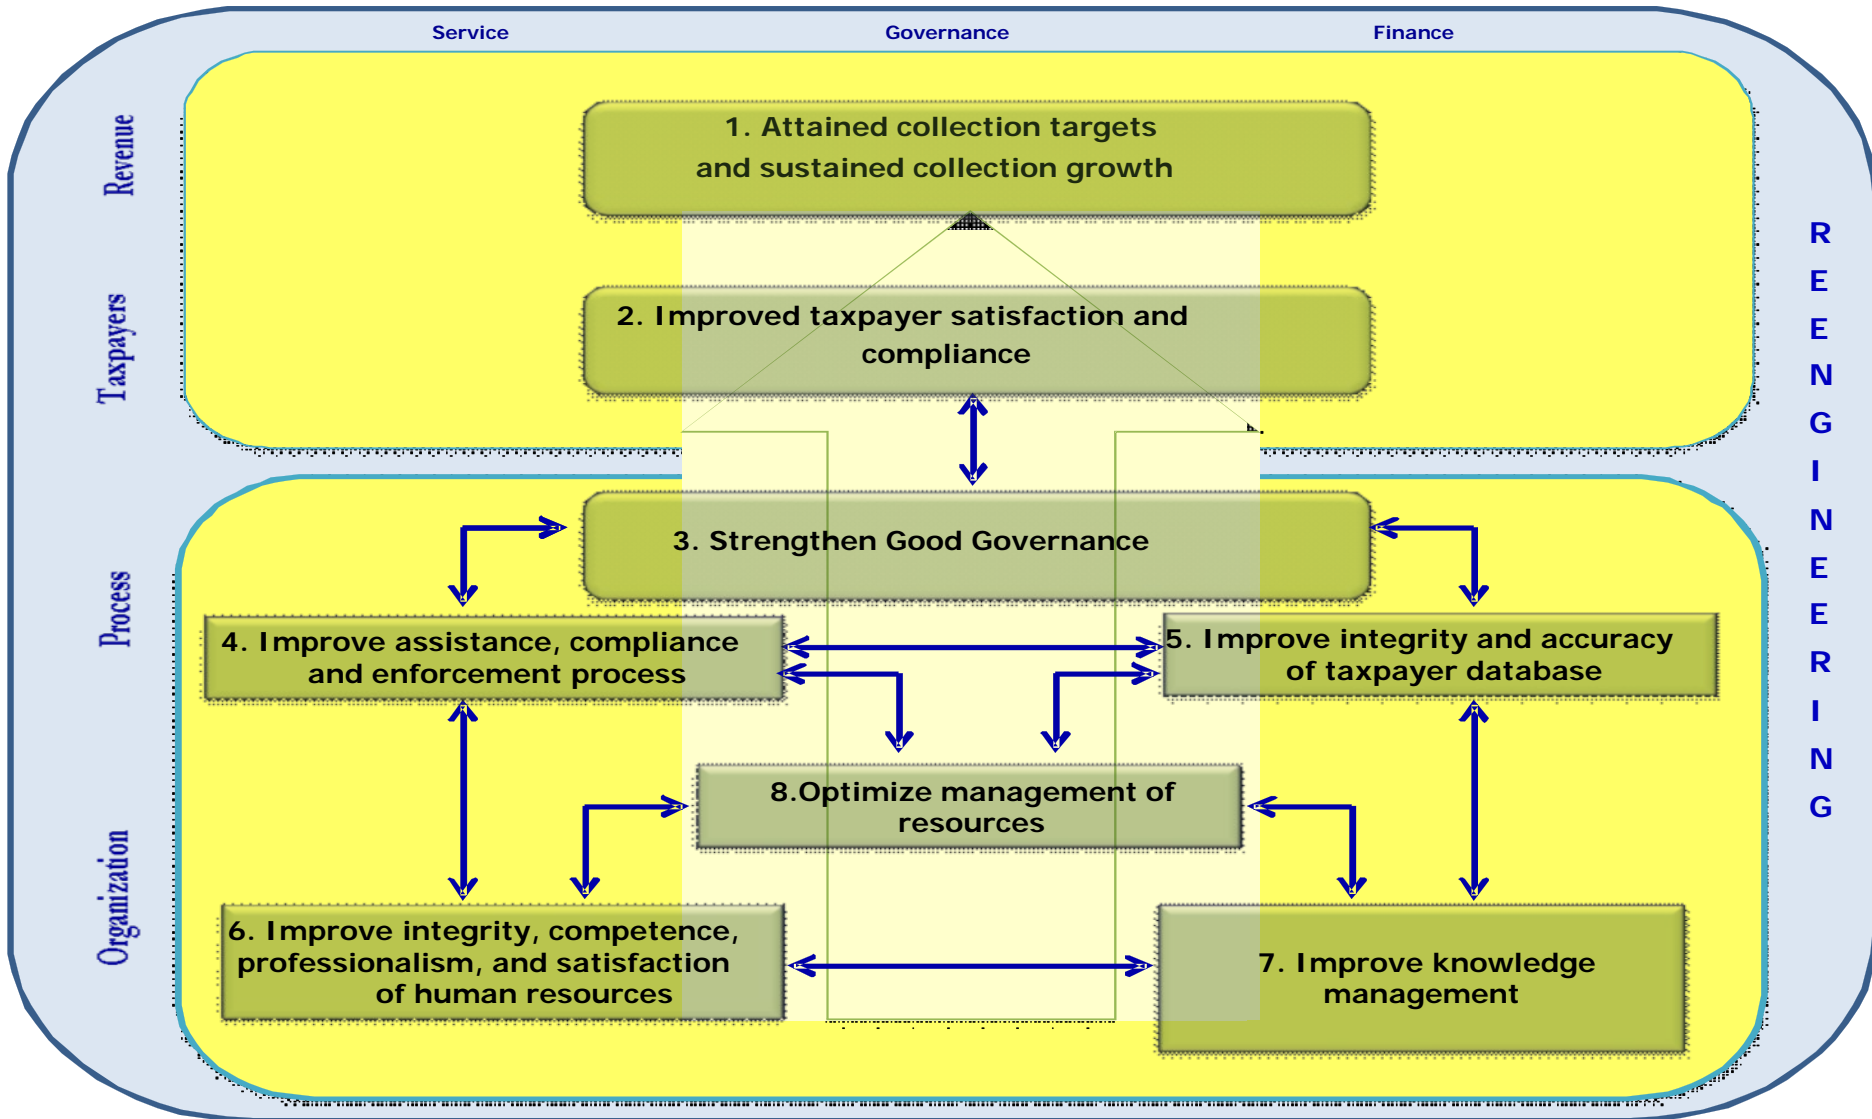 Service
Governance
Finance
Revenue
1. Attained collection targets
and sustained collection growth
Taxpayers
2. Improved taxpayer satisfaction and
compliance
Process
3. Strengthen Good Governance
4. Improve assistance, compliance
and enforcement process
5. Improve integrity and accuracy
of taxpayer database
Organization
8.Optimize management of
resources
6. Improve integrity, competence,
professionalism, and satisfaction
of human resources
7. Improve knowledge
management
REENGINEERING